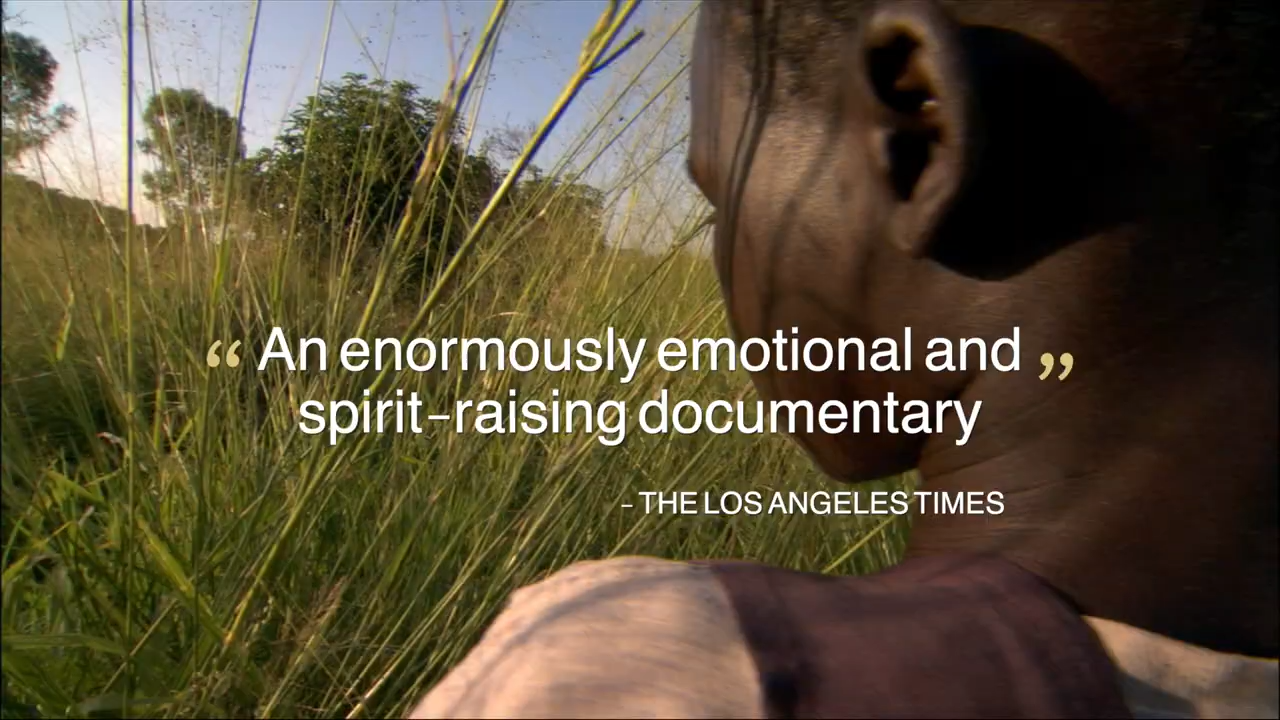 “ An enormously emotional and ”
spirit-raising documentary
– THE LOS ANGELES TIMES